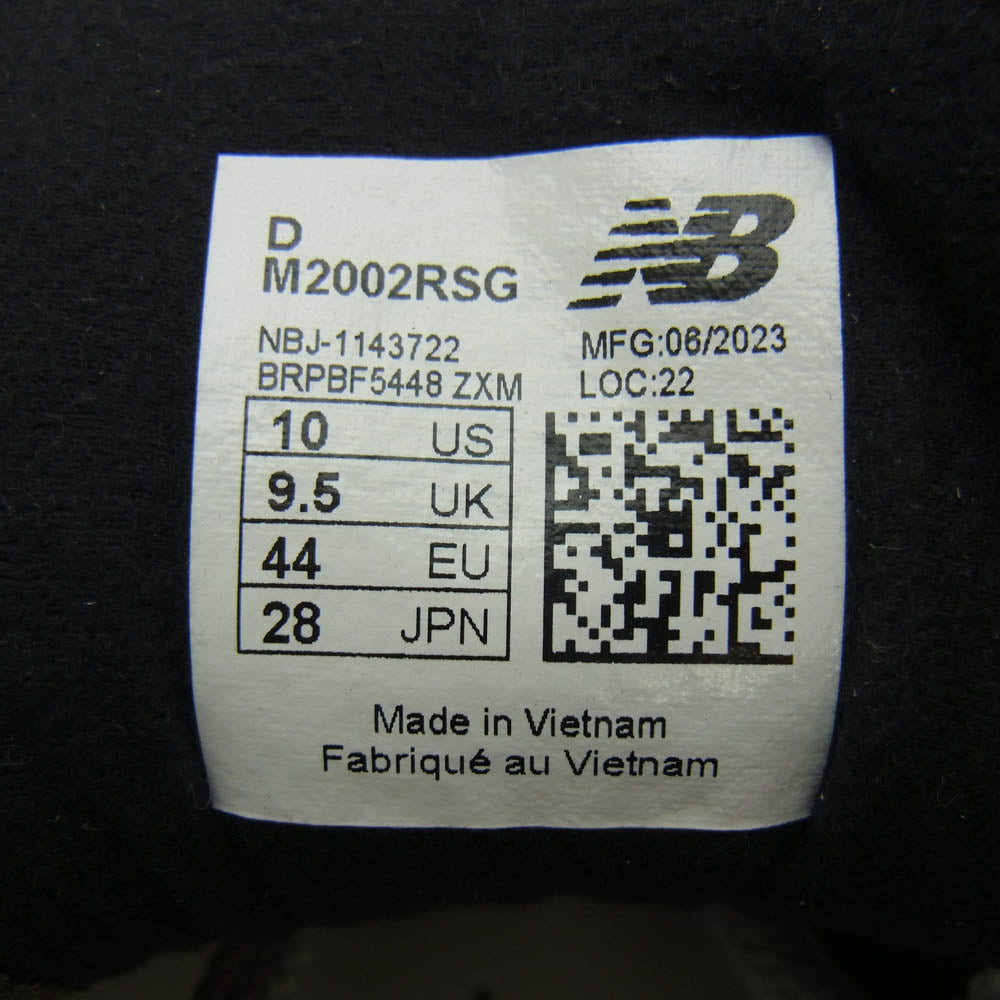 D
M2002RSG
NB
NBJ-1143722
BRPBF5448 ZXM
MFG:06/2023
LOC:22
10 US
9.5 UK
44 EU
28 JPN
Made in Vietnam
Fabriqué au Vietnam